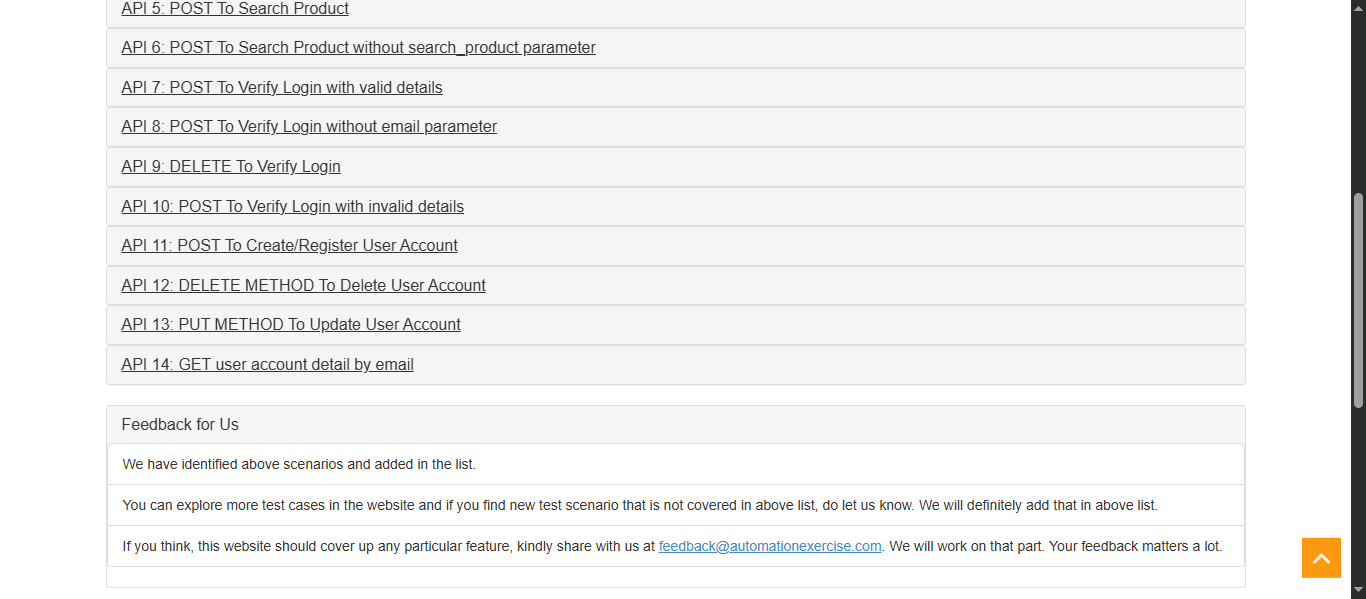 API 5: POST To Search Product
API 6: POST To Search Product without search_product parameter
API 7: POST To Verify Login with valid details
API 8: POST To Verify Login without email parameter
API 9: DELETE To Verify Login
API 10: POST To Verify Login with invalid details
API 11: POST To Create/Register User Account
API 12: DELETE METHOD To Delete User Account
API 13: PUT METHOD To Update User Account
API 14: GET user account detail by email
Feedback for Us
We have identified above scenarios and added in the list.
You can explore more test cases in the website and if you find new test scenario that is not covered in above list, do let us know. We will definitely add that in above list.
If you think, this website should cover up any particular feature, kindly share with us at feedback@automationexercise.com. We will work on that part. Your feedback matters a lot.